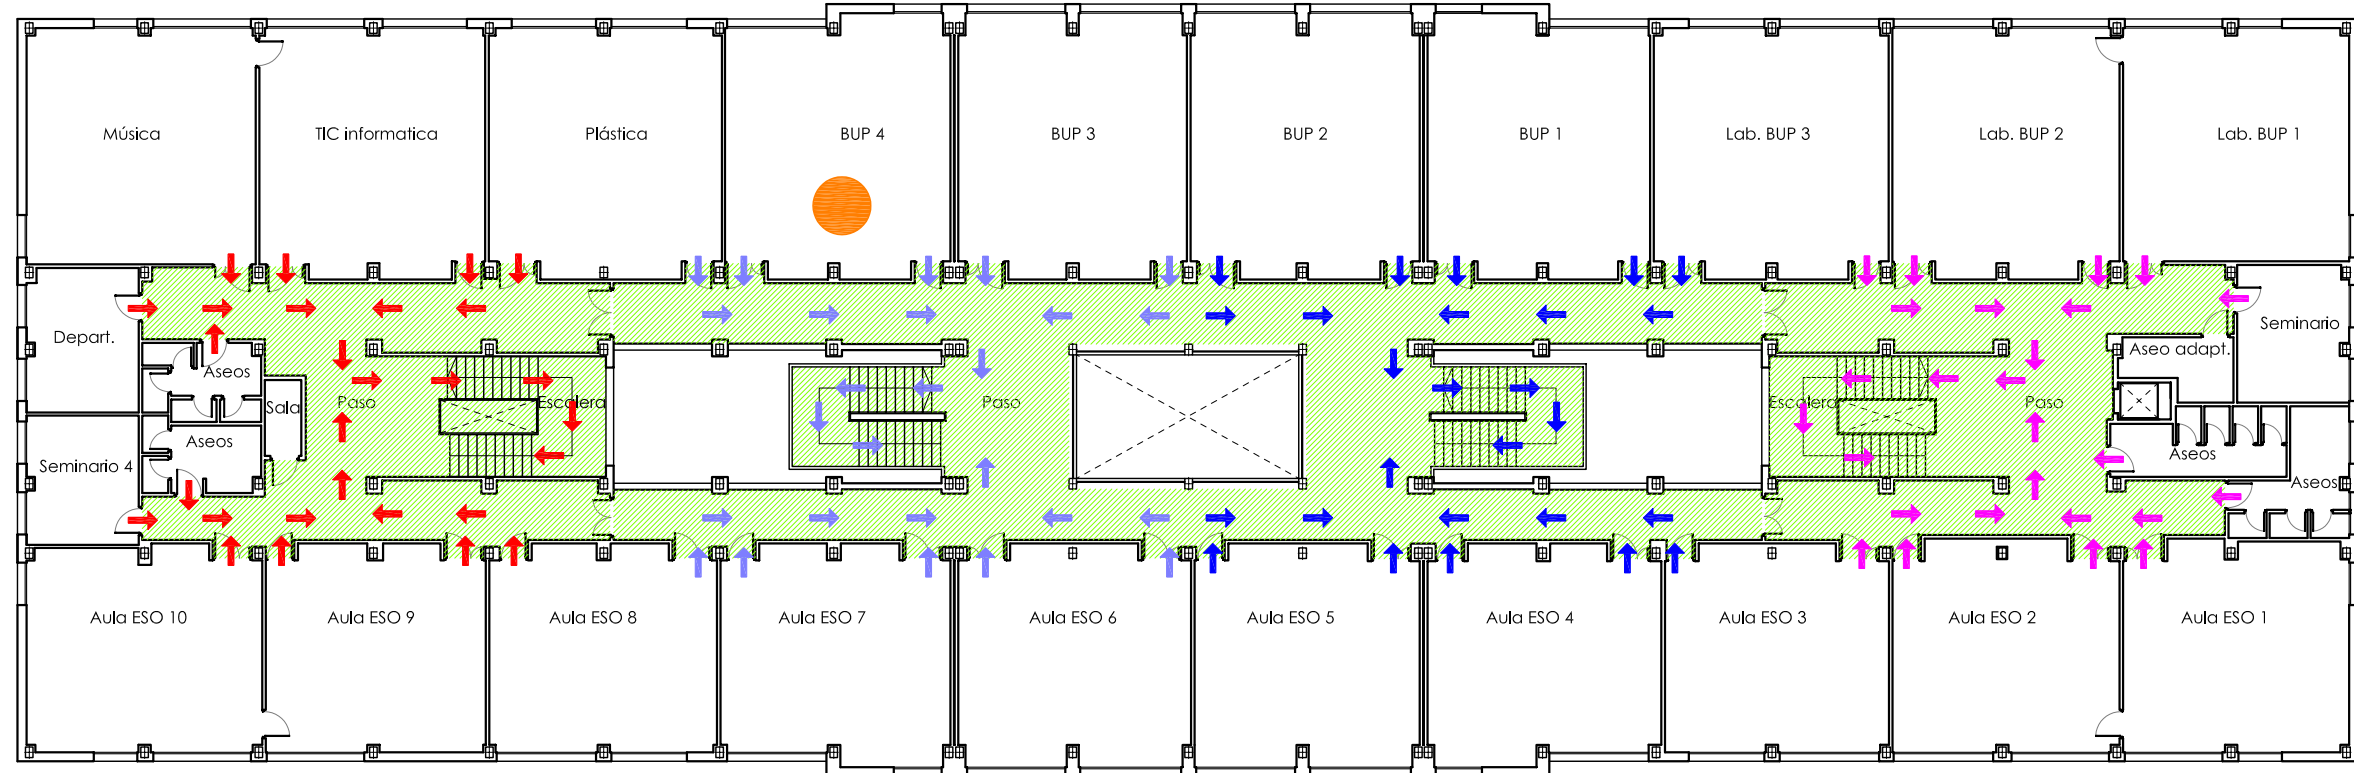 Música
TIC informatica
Plástica
BUP 4
BUP 3
BUP 2
BUP 1
Lab. BUP 3
Lab. BUP 2
Lab. BUP 1
Depart.
Seminario
Aseo adapt.
Aseos
Sala
Paso
Escalera
Paso
Escalera
Paso
Aseos
Seminario 4
Aseos
Aseos
Aula ESO 10
Aula ESO 9
Aula ESO 8
Aula ESO 7
Aula ESO 6
Aula ESO 5
Aula ESO 4
Aula ESO 3
Aula ESO 2
Aula ESO 1